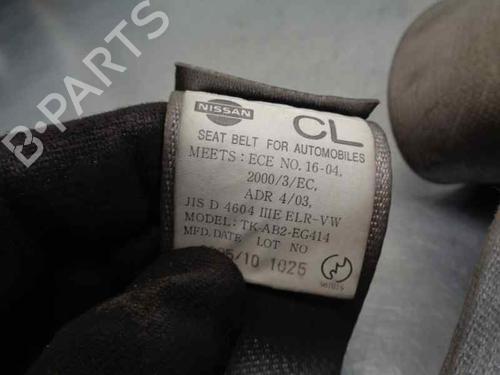 NISSAN
CL
SEAT BELT FOR AUTOMOBILES
MEETS: ECE NO. 16-04,
2000/3/EC,
ADR 4/03,
JIS D 4604 IIIE ELR-VW
MODEL: TK-AB2-EG414
MFD. DATE LOT NO
05/10 1025